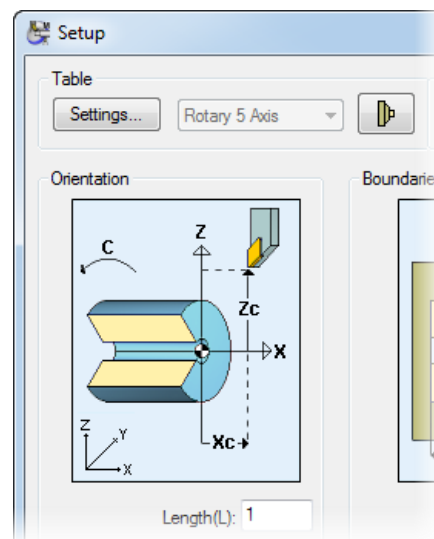 Setup
Table
Settings...
Rotary 5 Axis
Orientation
Boundarie
C
Z
Zc
X
Xc
Z
Y
X
Length(L): 1